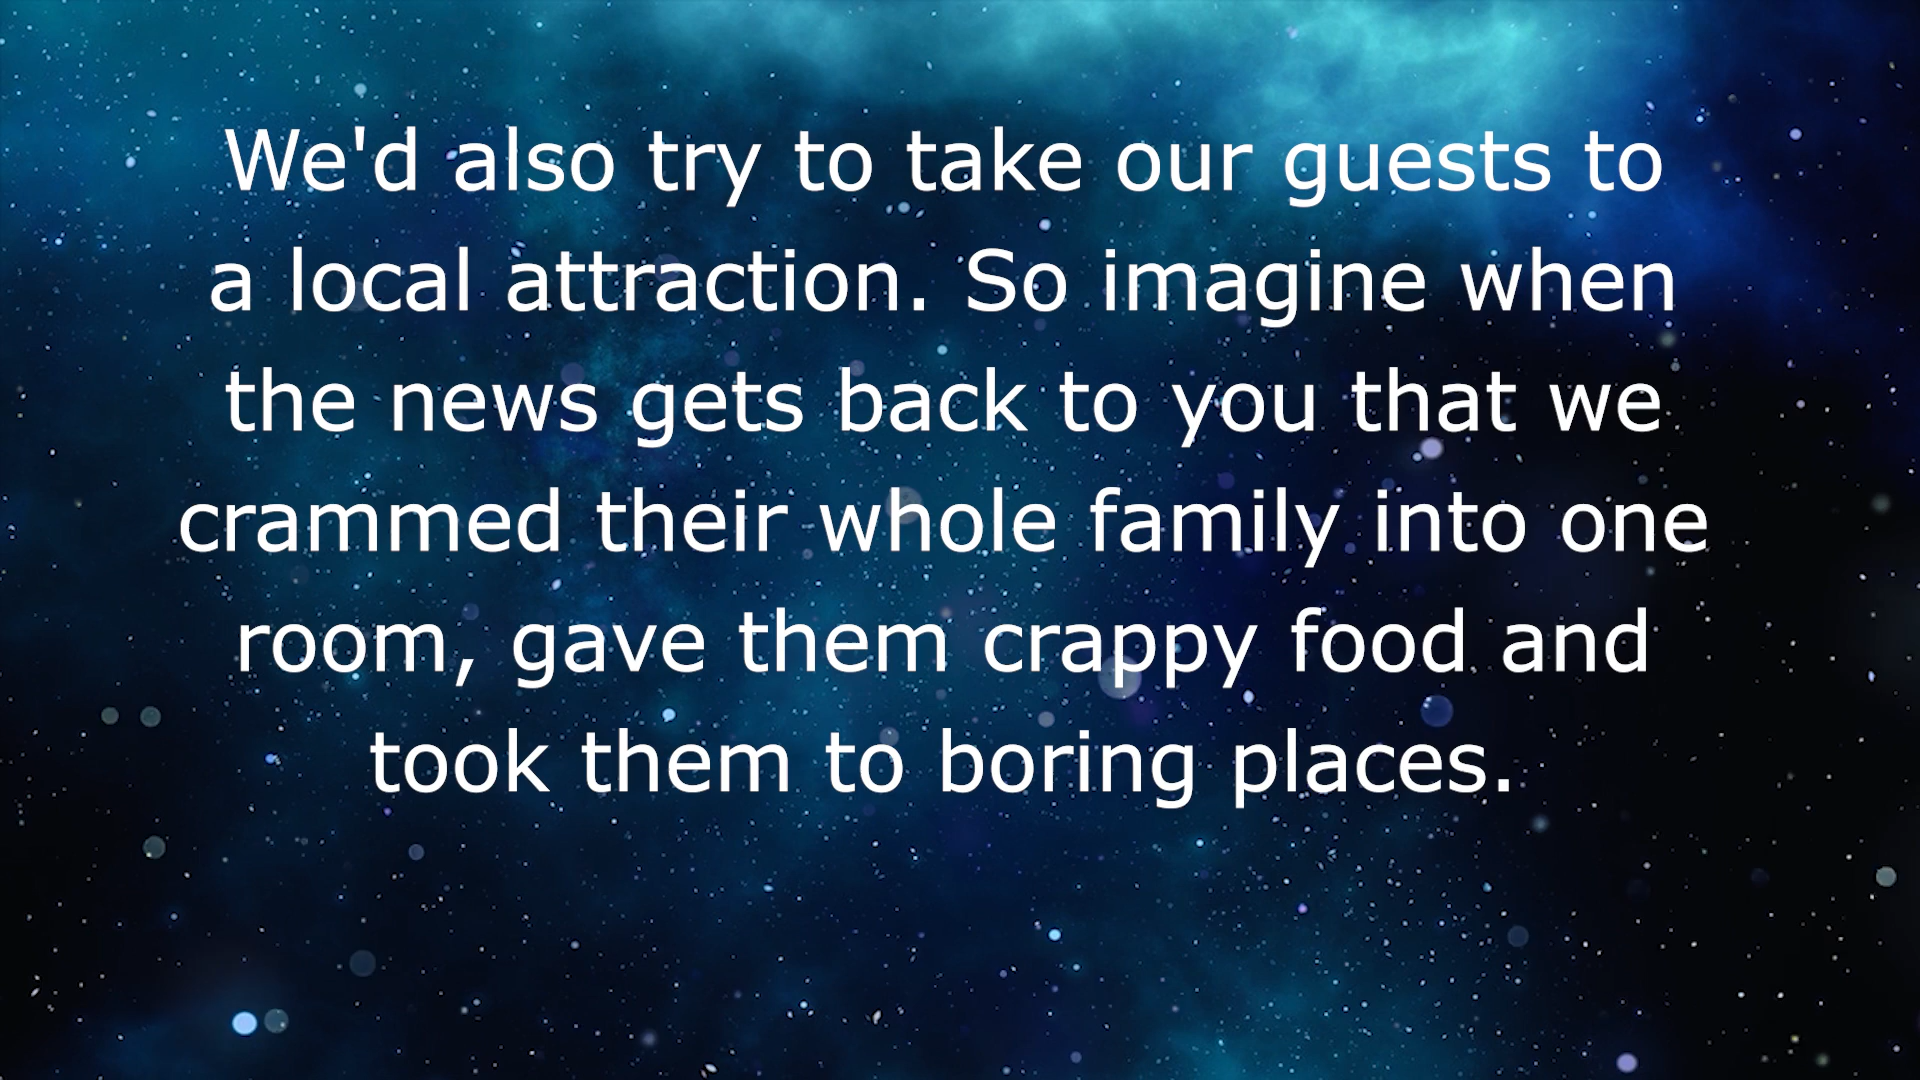 We'd also try to take our guests to
a local attraction. So imagine when
the news gets back to you that we
crammed their whole family into one
room, gave them crappy food and
took them to boring places.